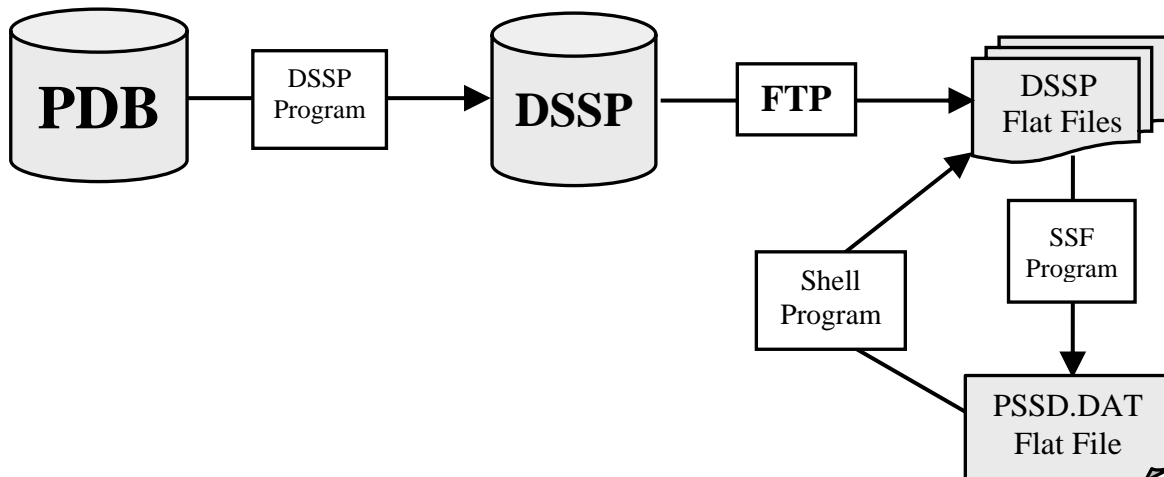 PDB
DSSP
Program
DSSP
FTP
DSSP
Flat Files
Shell
Program
SSF
Program
PSSD.DAT
Flat File